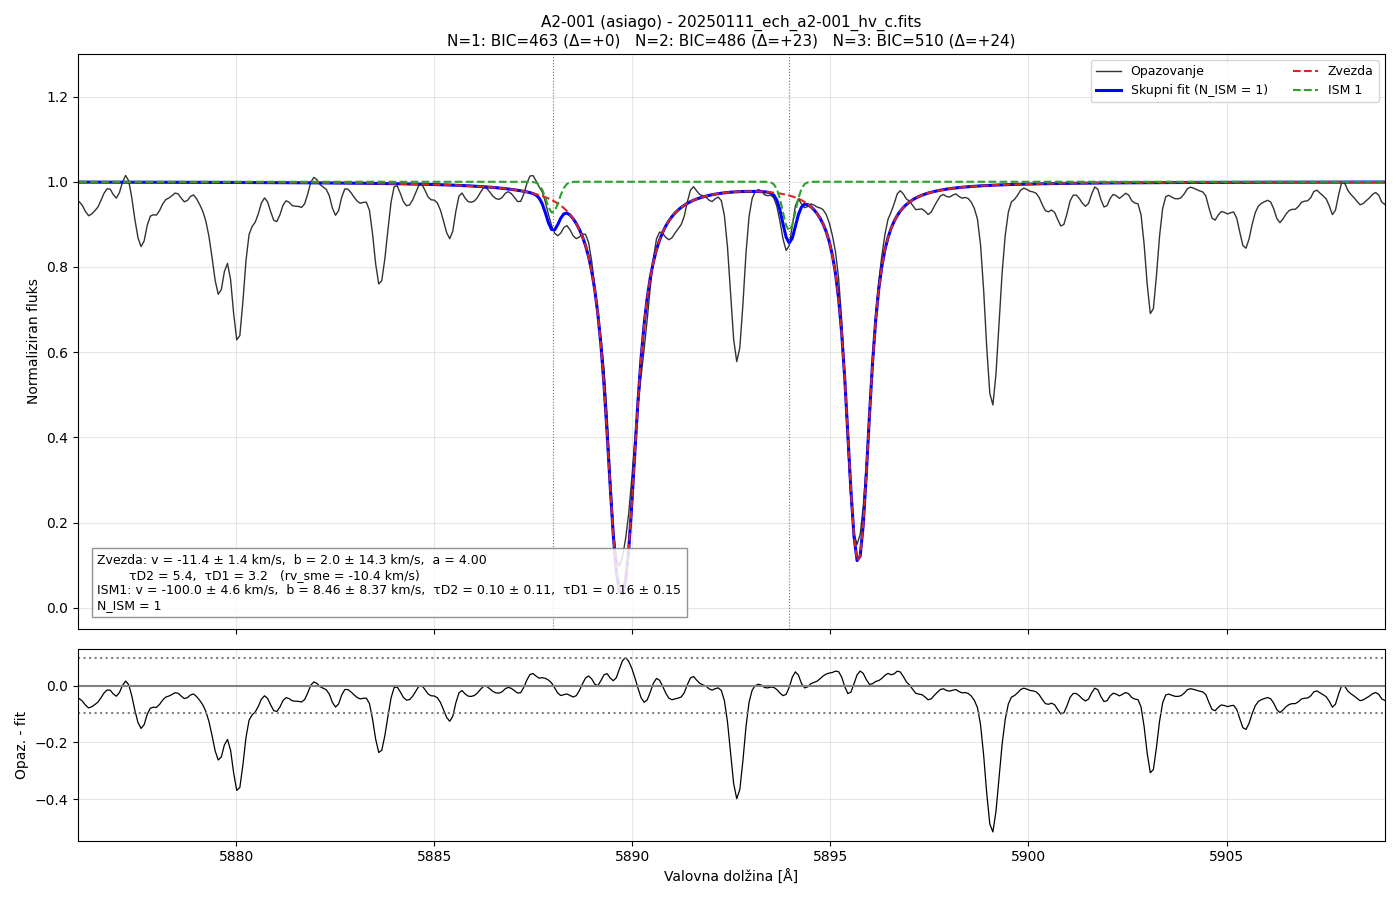 A2-001 (asiago) - 20250111_ech_a2-001_hv_c.fits
N=1: BIC=463 (Δ=+0)   N=2: BIC=486 (Δ=+23)   N=3: BIC=510 (Δ=+24)
Opazovanje
Skupni fit (N_ISM = 1)
Zvezda
ISM 1
Normaliziran fluks
1.2
1.0
0.8
0.6
0.4
0.2
0.0
Zvezda: v = -11.4 ± 1.4 km/s,  b = 2.0 ± 14.3 km/s,  a = 4.00
τD2 = 5.4,  τD1 = 3.2   (rv_sme = -10.4 km/s)
ISM1: v = -100.0 ± 4.6 km/s,  b = 8.46 ± 8.37 km/s,  τD2 = 0.10 ± 0.11,  τD1 = 0.16 ± 0.15
N_ISM = 1
Opaz. - fit
0.0
−0.2
−0.4
5880
5885
5890
5895
5900
5905
Valovna dolžina [Å]